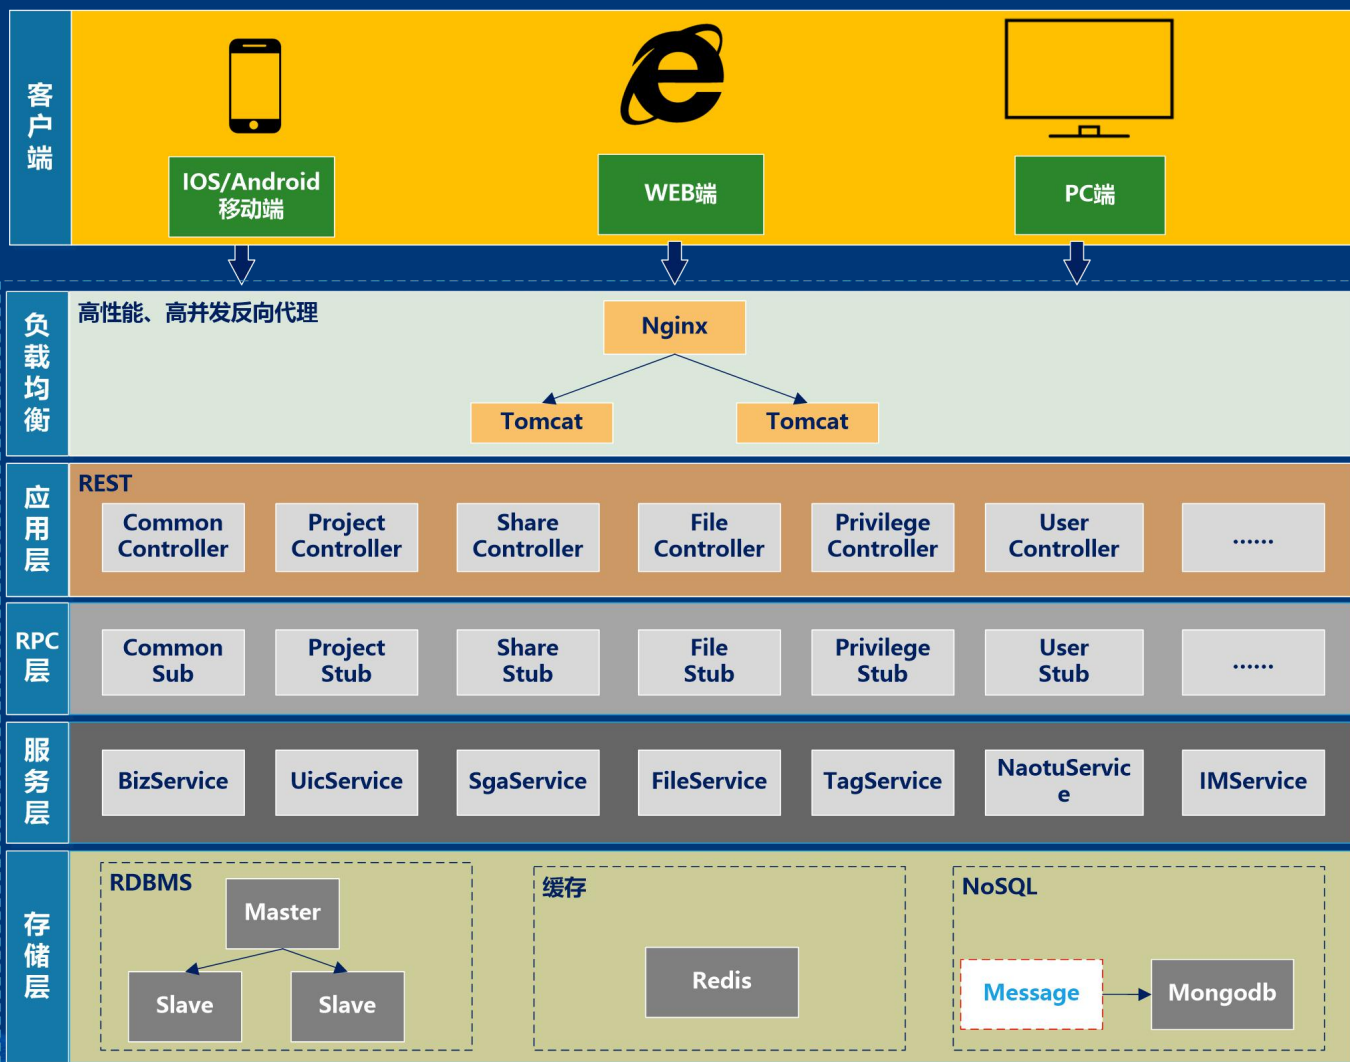 客户端
IOS/Android
移动端
WEB端
PC端
负载均衡
高性能、高并发反向代理
Nginx
Tomcat
Tomcat
应用层
REST
Common
Controller
Project
Controller
Share
Controller
File
Controller
Privilege
Controller
User
Controller
......
RPC
层
Common
Sub
Project
Stub
Share
Stub
File
Stub
Privilege
Stub
User
Stub
......
服务层
BizService
UicService
SgaService
FileService
TagService
NaotuServic
e
IMService
存储层
RDBMS
Master
Slave
Slave
缓存
Redis
NoSQL
Message
Mongodb